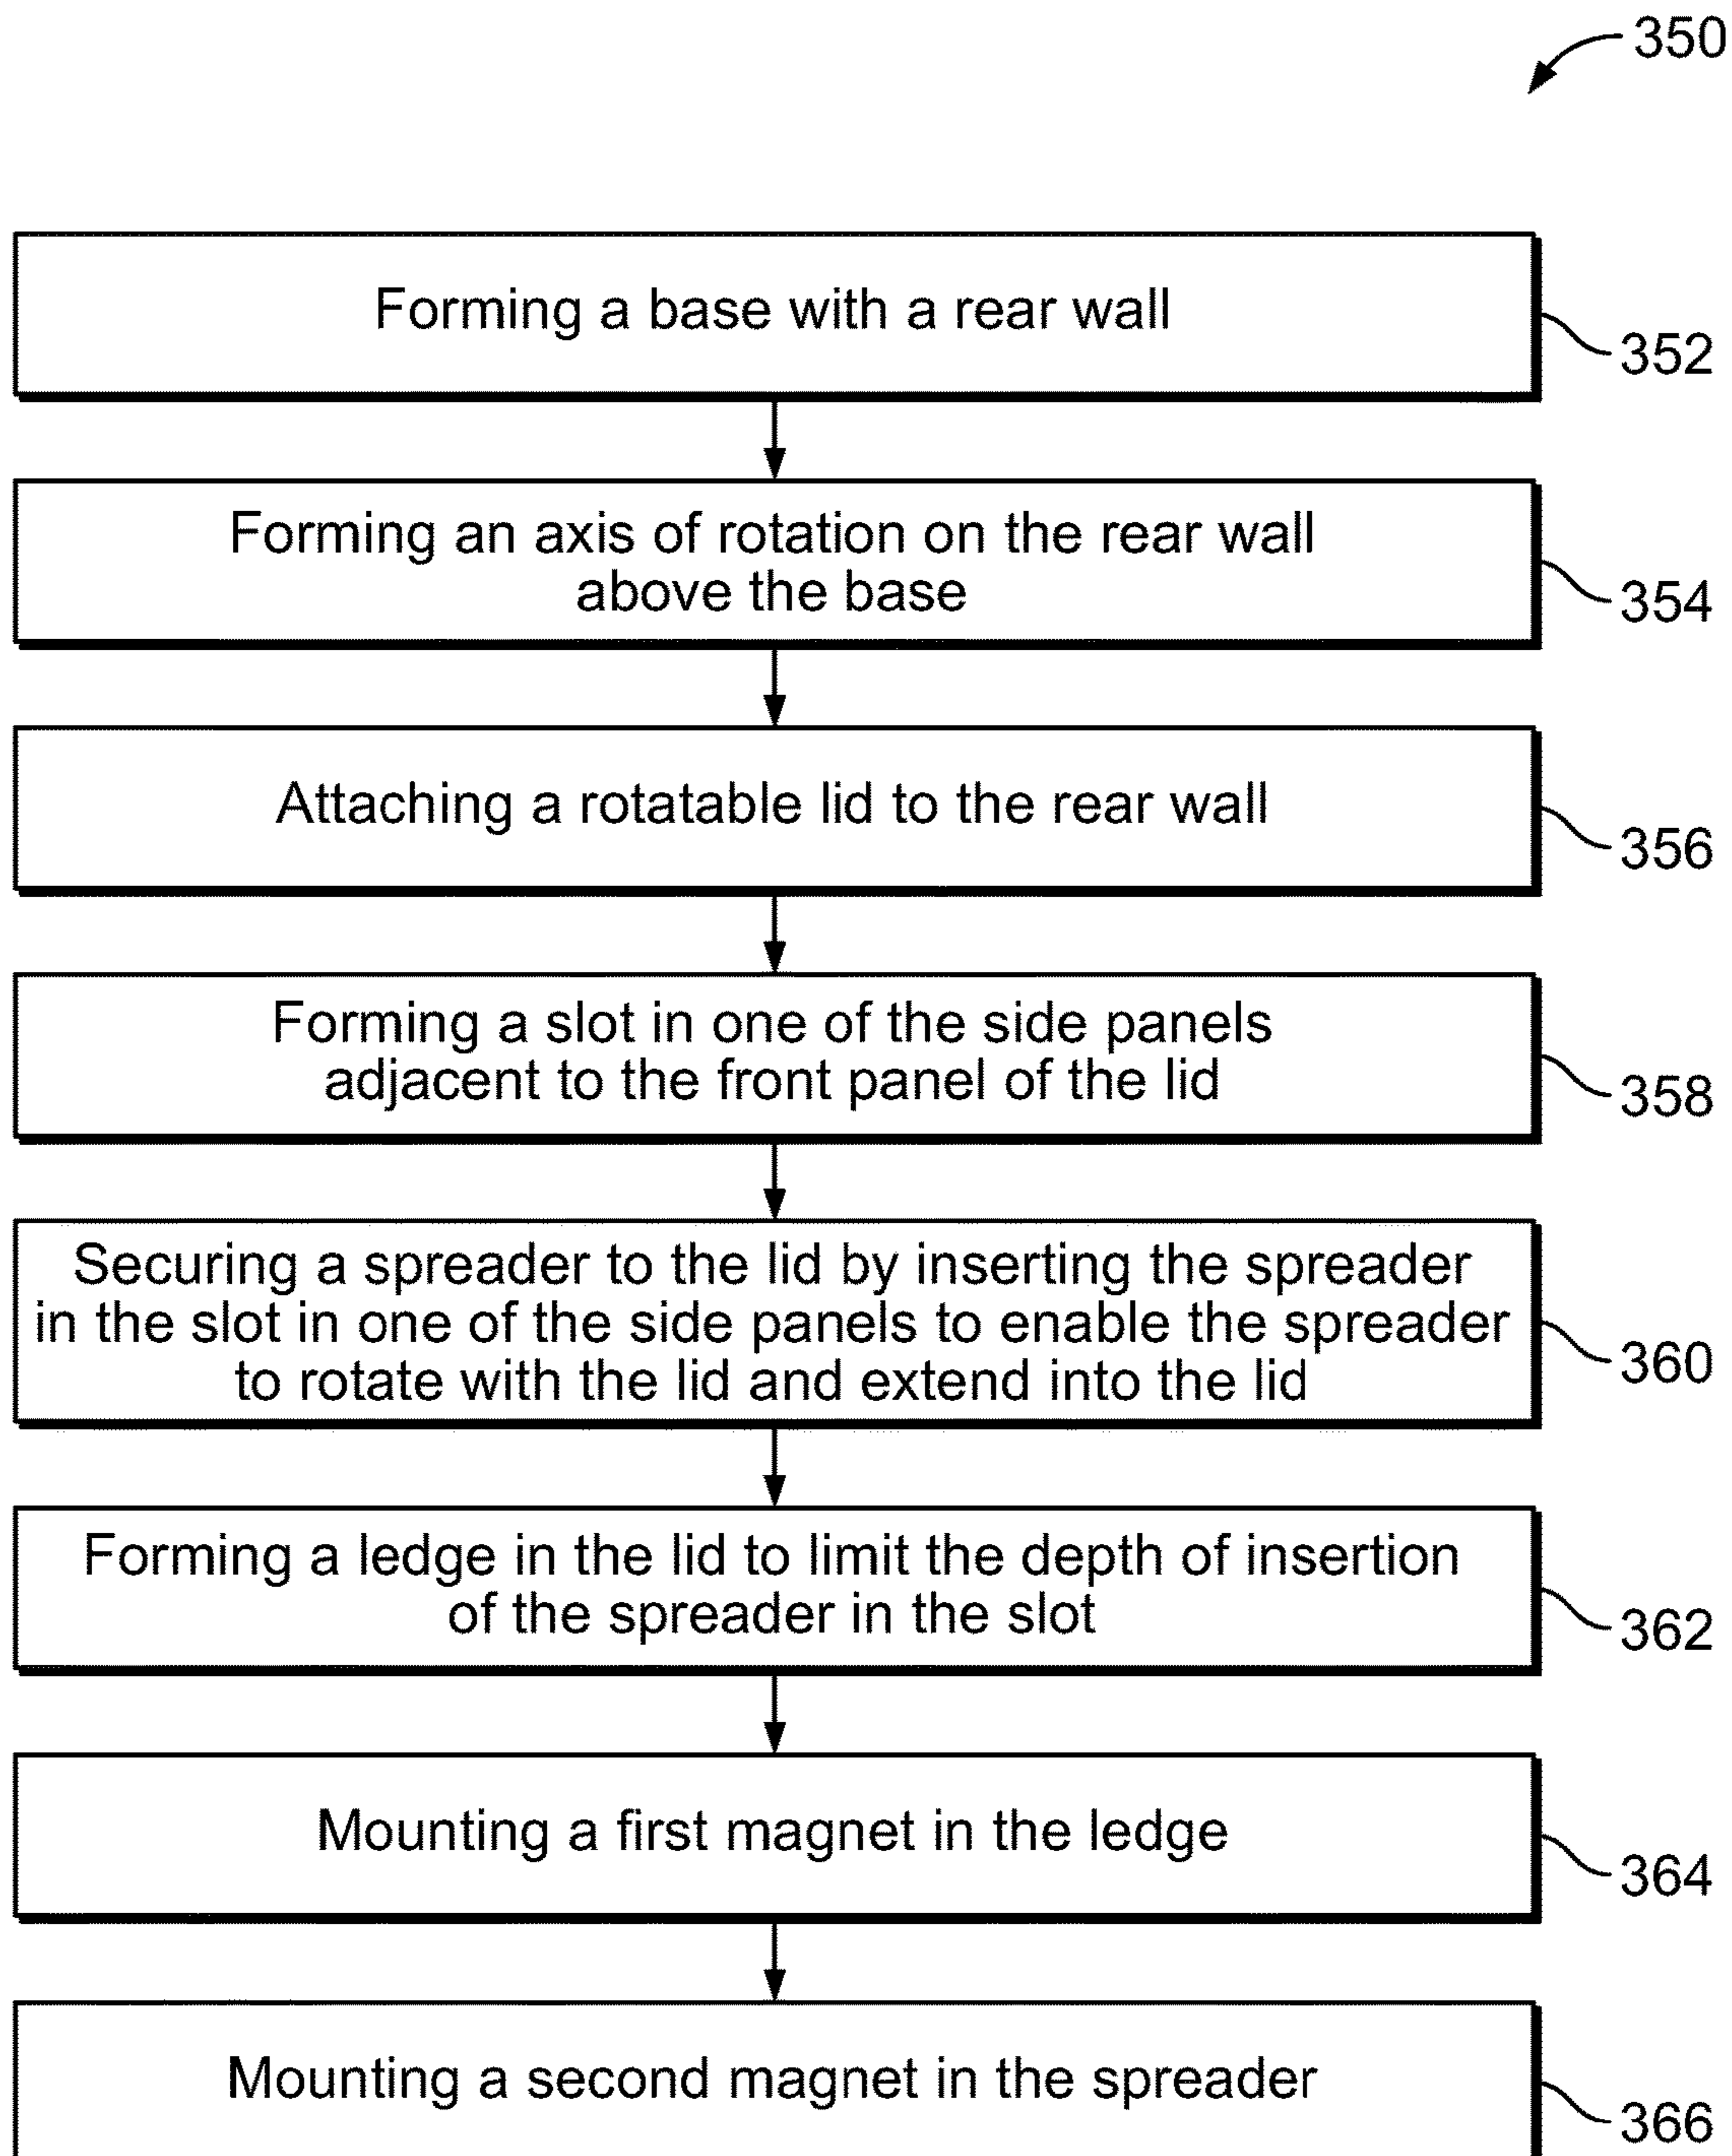 350
Forming a base with a rear wall
352
Forming an axis of rotation on the rear wall
above the base
354
Attaching a rotatable lid to the rear wall
356
Forming a slot in one of the side panels
adjacent to the front panel of the lid
358
Securing a spreader to the lid by inserting the spreader
in the slot in one of the side panels to enable the spreader
to rotate with the lid and extend into the lid
360
Forming a ledge in the lid to limit the depth of insertion
of the spreader in the slot
362
Mounting a first magnet in the ledge
364
Mounting a second magnet in the spreader
366